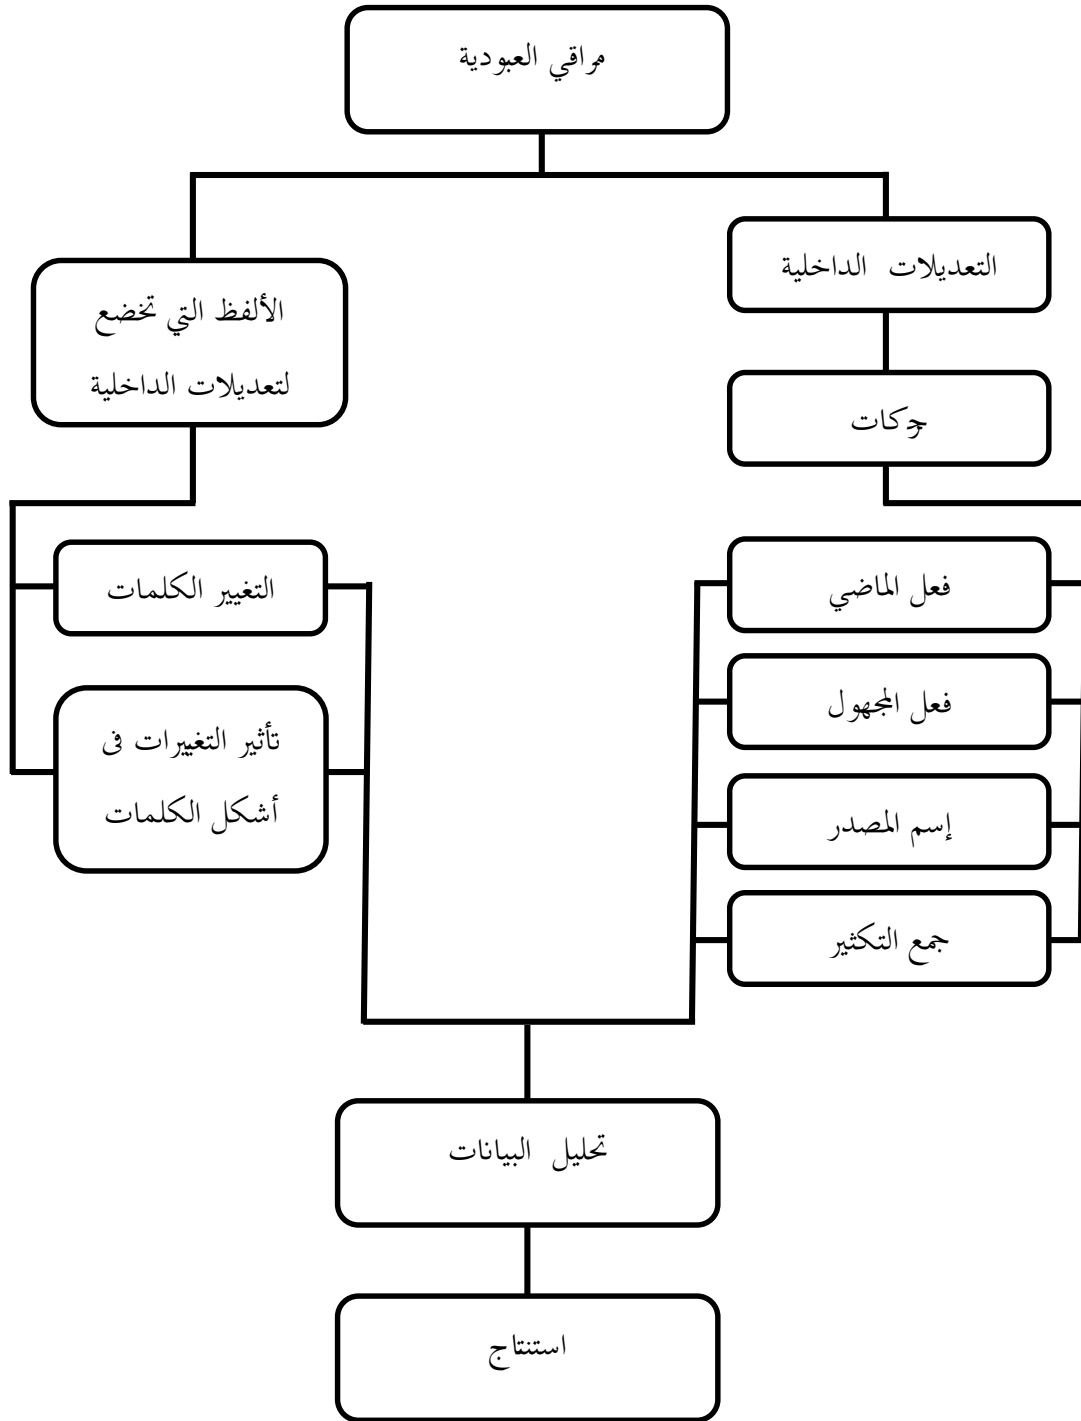 مراقي العبودية
التعديلات الداخلية
الألفظ التي تخضع
لتعديلات الداخلية
حركات
فعل الماضي
التغيير الكلمات
فعل المجهول
تأثير التغييرات فى
أشكل الكلمات
إسم المصدر
جمع التكثير
تحليل البيانات
استنتاج